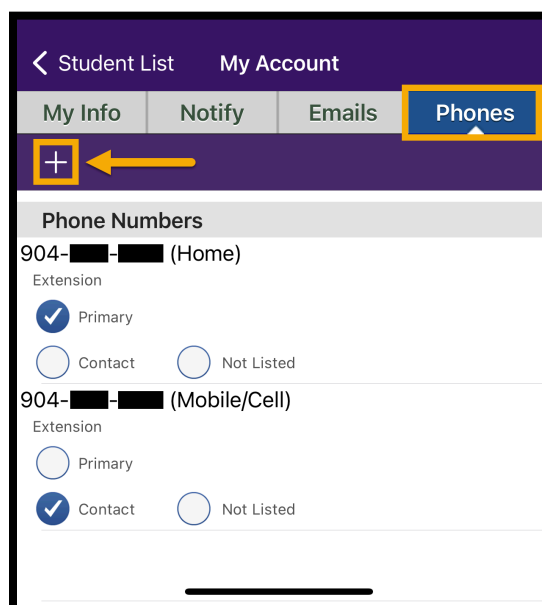 Student List My Account
My Info Notify Emails Phones
+
Phone Numbers
904- - (Home)
Extension
Primary
Contact Not Listed
904- - (Mobile/Cell)
Extension
Primary
Contact Not Listed